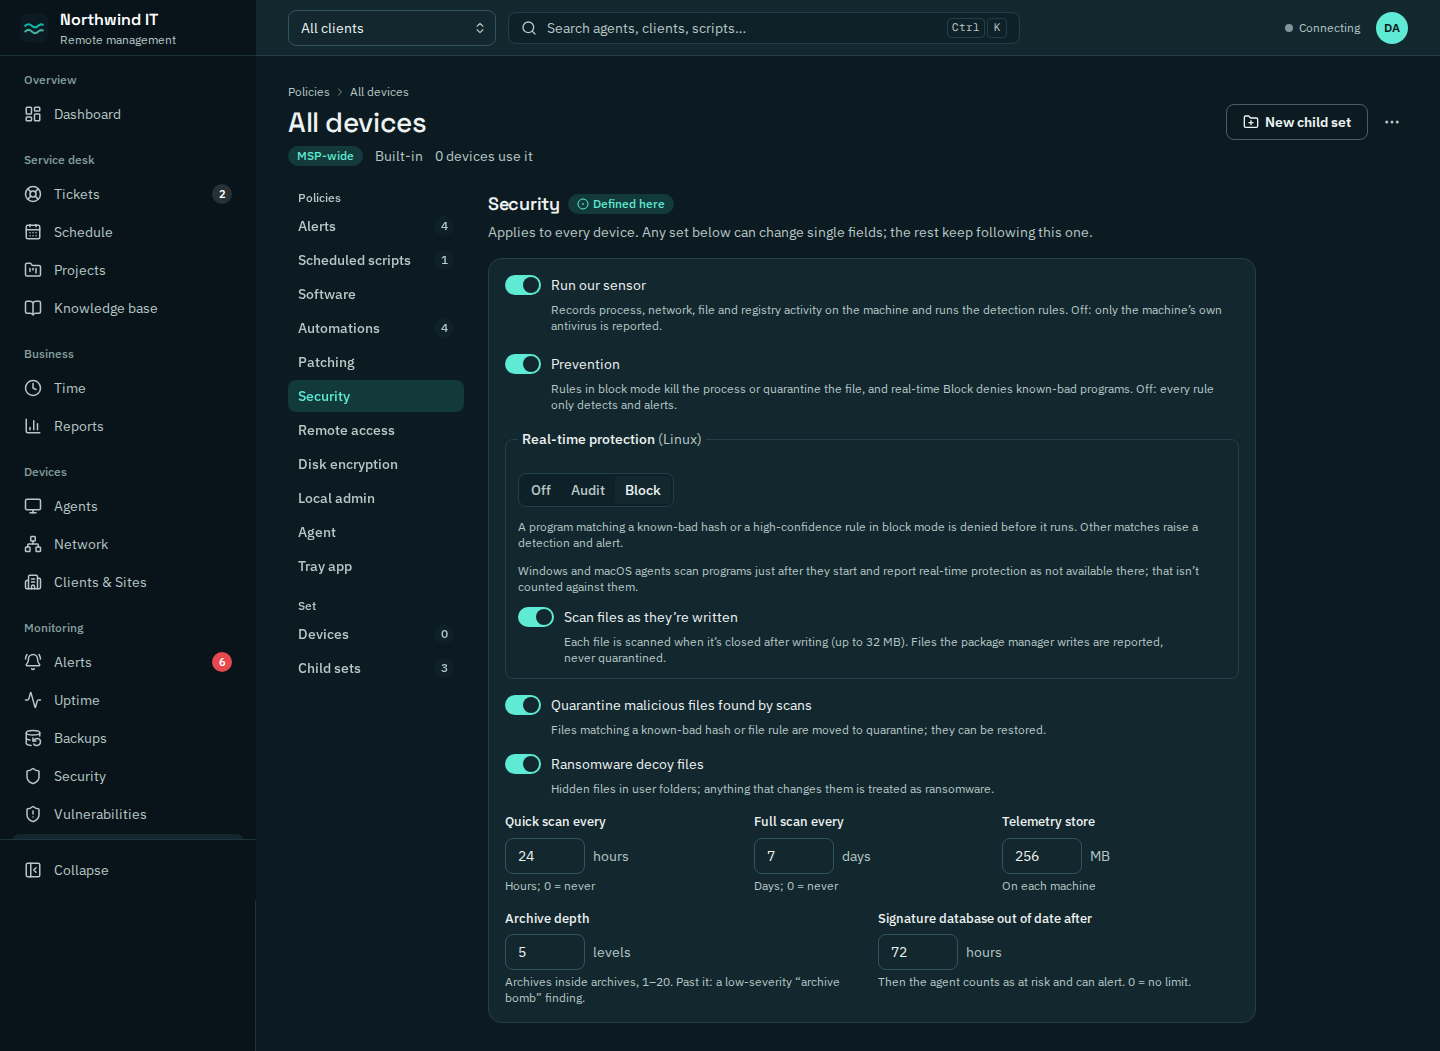 Northwind IT
Remote management
All clients
Search agents, clients, scripts...
Ctrl K
Connecting
DA
Overview
Dashboard
Service desk
Tickets 2
Schedule
Projects
Knowledge base
Business
Time
Reports
Devices
Agents
Network
Clients & Sites
Monitoring
Alerts 6
Uptime
Backups
Security
Vulnerabilities
Collapse
Policies > All devices
All devices
MSP-wide Built-in 0 devices use it
New child set
Policies
Alerts 4
Scheduled scripts 1
Software
Automations 4
Patching
Security
Remote access
Disk encryption
Local admin
Agent
Tray app
Set
Devices 0
Child sets 3
Security Defined here
Applies to every device. Any set below can change single fields; the rest keep following this one.
Run our sensor
Records process, network, file and registry activity on the machine and runs the detection rules. Off: only the machine’s own
antivirus is reported.
Prevention
Rules in block mode kill the process or quarantine the file, and real-time Block denies known-bad programs. Off: every rule
only detects and alerts.
Real-time protection (Linux)
Off Audit Block
A program matching a known-bad hash or a high-confidence rule in block mode is denied before it runs. Other matches raise a
detection and alert.
Windows and macOS agents scan programs just after they start and report real-time protection as not available there; that isn’t
counted against them.
Scan files as they’re written
Each file is scanned when it’s closed after writing (up to 32 MB). Files the package manager writes are reported,
never quarantined.
Quarantine malicious files found by scans
Files matching a known-bad hash or file rule are moved to quarantine; they can be restored.
Ransomware decoy files
Hidden files in user folders; anything that changes them is treated as ransomware.
Quick scan every
24 hours
Hours; 0 = never
Full scan every
7 days
Days; 0 = never
Telemetry store
256 MB
On each machine
Archive depth
5 levels
Archives inside archives, 1–20. Past it: a low-severity “archive
bomb” finding.
Signature database out of date after
72 hours
Then the agent counts as at risk and can alert. 0 = no limit.